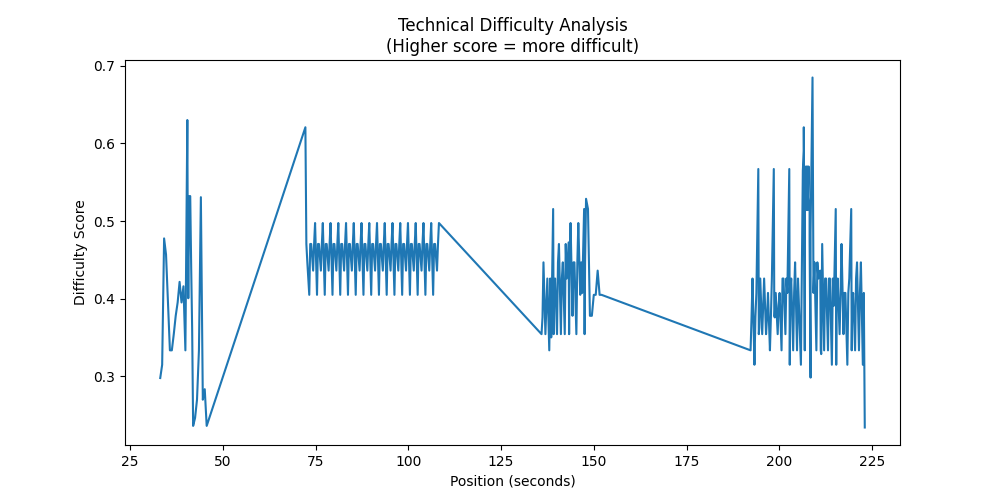 Technical Difficulty Analysis
(Higher score = more difficult)
0.7
0.6
0.5
0.4
0.3
Difficulty Score
25 50 75 100 125 150 175 200 225
Position (seconds)